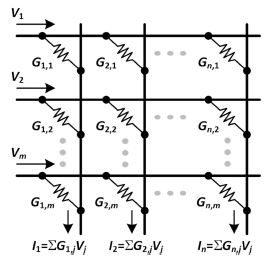 V1
G1,1 G2,1 Gn,1
V2
G1,2 G2,2 Gn,2
Vm
G1,m G2,m Gn,m
I1=ΣG1,jVj I2=ΣG2,jVj In=ΣGn,jVj